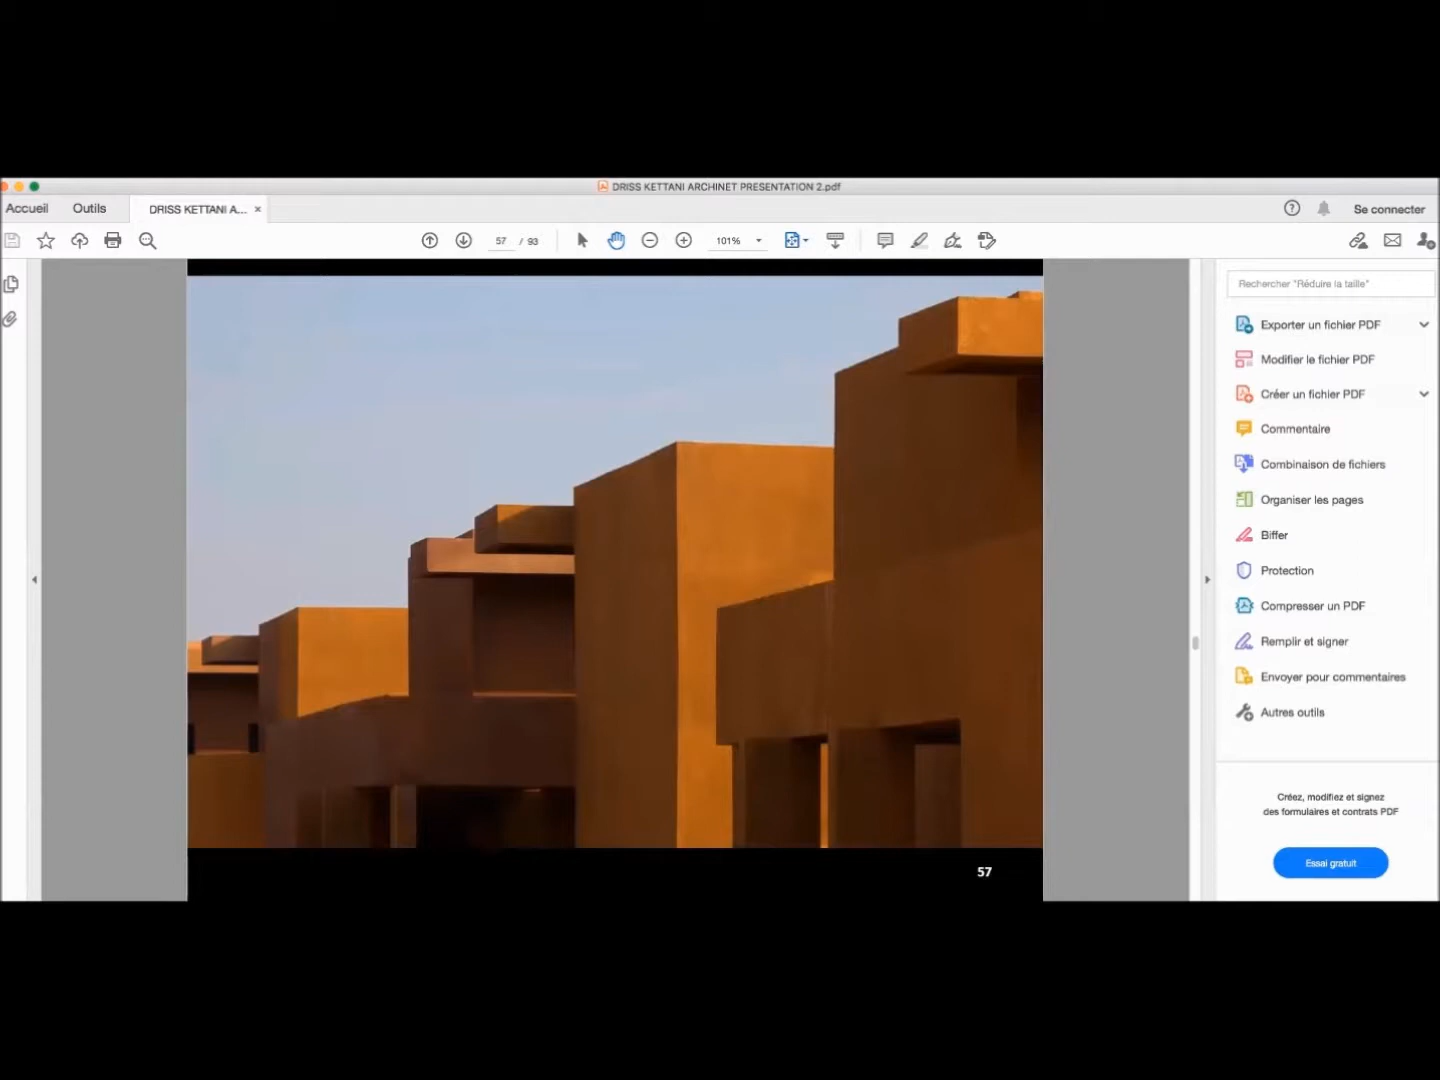 DRISS KETTANI ARCHINET PRESENTATION 2.pdf
Accueil
Outils
DRISS KETTANI A... ×
Se connecter
57 / 93
101%
Rechercher "Réduire la taille"
Exporter un fichier PDF
Modifier le fichier PDF
Créer un fichier PDF
Commentaire
Combinaison de fichiers
Organiser les pages
Biffer
Protection
Compresser un PDF
Remplir et signer
Envoyer pour commentaires
Autres outils
Créez, modifiez et signez
des formulaires et contrats PDF
Essai gratuit
57